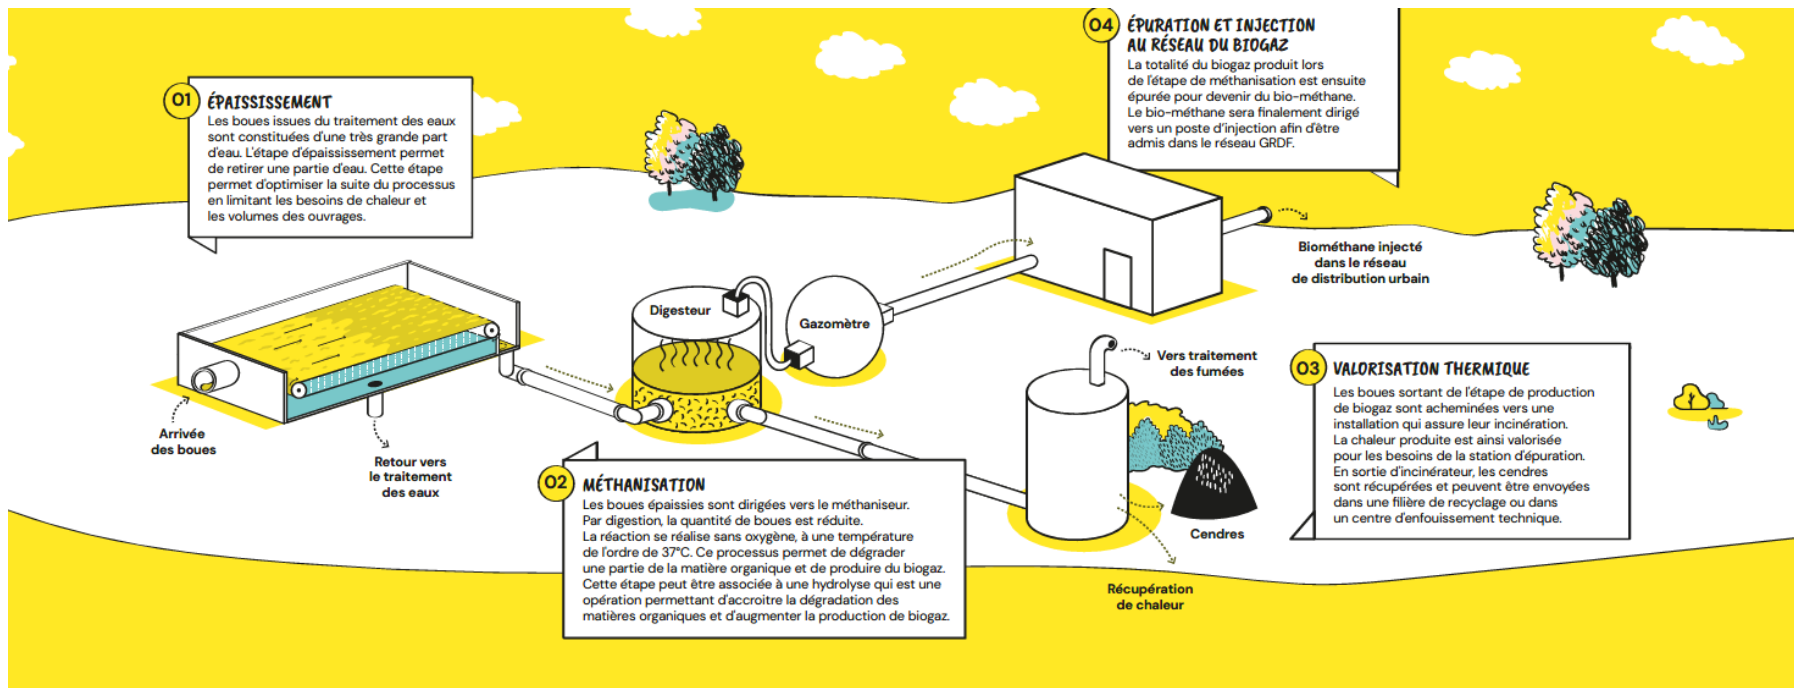 01
ÉPAISSISSEMENT
Les boues issues du traitement des eaux
sont constituées d'une très grande part
d'eau. L'étape d'épaississement permet
de retirer une partie d'eau. Cette étape
permet d'optimiser la suite du processus
en limitant les besoins de chaleur et
les volumes des ouvrages.
Arrivée
des boues
Retour vers
le traitement
des eaux
Digesteur
Gazomètre
02
MÉTHANISATION
Les boues épaissies sont dirigées vers le méthaniseur.
Par digestion, la quantité de boues est réduite.
La réaction se réalise sans oxygène, à une température
de l'ordre de 37°C. Ce processus permet de dégrader
une partie de la matière organique et de produire du biogaz.
Cette étape peut être associée à une hydrolyse qui est une
opération permettant d'accroitre la dégradation des
matières organiques et d'augmenter la production de biogaz.
Vers traitement
des fumées
Cendres
Récupération
de chaleur
03
VALORISATION THERMIQUE
Les boues sortant de l'étape de production
de biogaz sont acheminées vers une
installation qui assure leur incinération.
La chaleur produite est ainsi valorisée
pour les besoins de la station d'épuration.
En sortie d'incinérateur, les cendres
sont récupérées et peuvent être envoyées
dans une filière de recyclage ou dans
un centre d'enfouissement technique.
04
ÉPURATION ET INJECTION
AU RÉSEAU DU BIOGAZ
La totalité du biogaz produit lors
de l'étape de méthanisation est ensuite
épurée pour devenir du bio-méthane.
Le bio-méthane sera finalement dirigé
vers un poste d'injection afin d'être
admis dans le réseau GRDF.
Biométhane injecté
dans le réseau
de distribution urbain